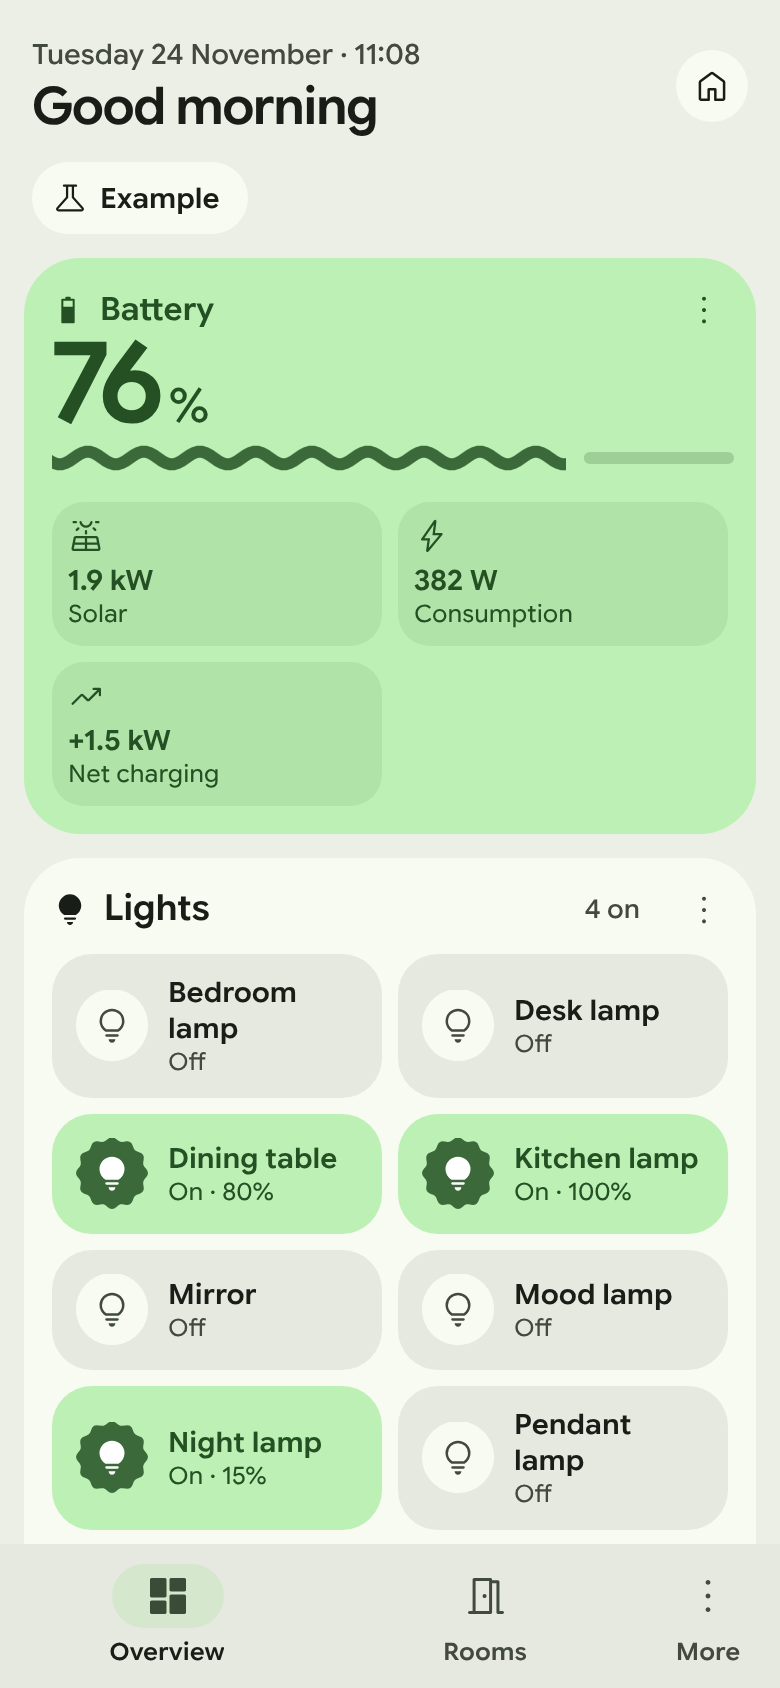 Tuesday 24 November · 11:08
Good morning
Example
Battery
76 %
1.9 kW
Solar
382 W
Consumption
+1.5 kW
Net charging
Lights
4 on
Bedroom
lamp
Off
Desk lamp
Off
Dining table
On · 80%
Kitchen lamp
On · 100%
Mirror
Off
Mood lamp
Off
Night lamp
On · 15%
Pendant
lamp
Off
Overview
Rooms
More